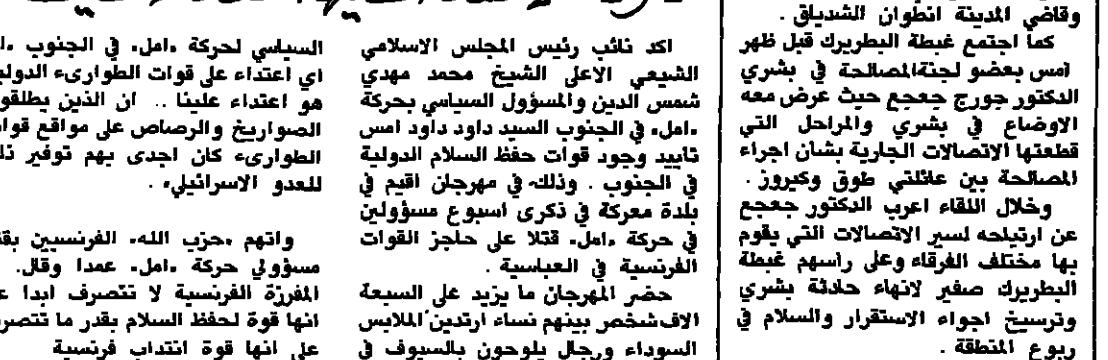 وقاضي المدينة انطوان الشدياق .
كما اجتمع غبطة البطريرك قبل ظهر
امس بعضو لجنة المصالحة في بشري
الدكتور جورج جعجع حيث عرض معه
الاوضاع في بشري والمراحل التي
قطعتها الاتصالات الجارية بشان اجراء
المصالحة بين عائلتي طوق وكيروز .
وخلال اللقاء اعرب الدكتور جعجع
عن ارتياحه لسير الاتصالات التي يقوم
بها مختلف الفرقاء وعلى راسهم غبطة
البطريرك صفير لانهاء حادثة بشري
وترسيخ اجواء الاستقرار والسلام في
ربوع المنطقة .
اكد نائب رئيس المجلس الاسلامي
الشيعي الاعلى الشيخ محمد مهدي
شمس الدين والمسؤول السياسي بحركة
«امل» في الجنوب السيد داود داود امس
تاييد وجود قوات حفظ السلام الدولية
في الجنوب . وذلك في مهرجان اقيم في
بلدة معركة في ذكرى اسبوع مسؤولين
في حركة «امل» قتلا على حاجز القوات
الفرنسية في العباسية .
حضر المهرجان ما يزيد على السبعة
الاف شخص بينهم نساء ارتدين الملابس
السوداء ورجال يلوحون بالسيوف في
السياسي لحركة «امل» في الجنوب
اي اعتداء على قوات الطوارىء
هو اعتداء علينا .. ان الذين
الصواريخ والرصاص على مواقع
الطوارىء كان اجدى بهم توفير
للعدو الاسرائيلي» .
واتهم «حزب الله» الفرنسيين
مسؤولي حركة «امل» عمدا وقال.
المفرزة الفرنسية لا تتصرف ابدا
انها قوة لحفظ السلام بقدر ما
على انها قوة انتداب فرنسية